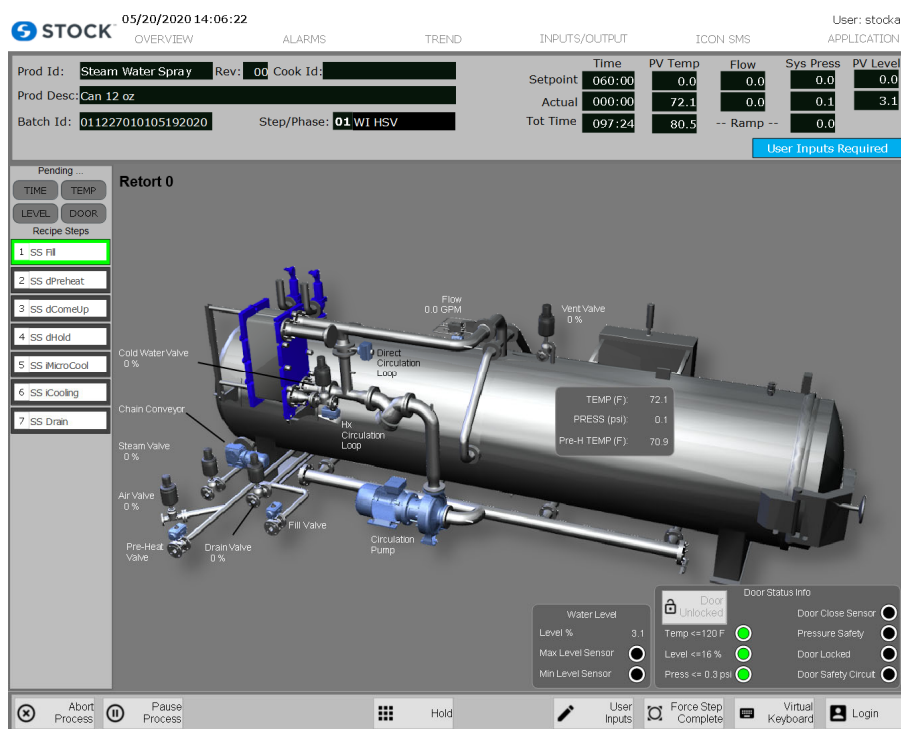 STOCK
05/20/2020 14:06:22
User: stocka
OVERVIEW ALARMS TREND INPUTS/OUTPUT ICON SMS APPLICATION
Time PV Temp Flow Sys Press PV Level
Prod Id: Steam Water Spray Rev: 00 Cook Id:
Setpoint 060:00 0.0 0.0 0.0 0.0
Prod Desc: Can 12 oz
Actual 000:00 72.1 0.0 0.1 3.1
Batch Id: 011227010105192020 Step/Phase: 01 WI HSV
Tot Time 097:24 80.5 -- Ramp -- 0.0
User Inputs Required
Pending ...
TIME TEMP
LEVEL DOOR
Recipe Steps
1 SS Fill
2 SS dPreheat
3 SS dComeUp
4 SS dHold
5 SS iMicroCool
6 SS iCooling
7 SS Drain
Retort 0
Flow
0.0 GPM
Vent Valve
0 %
Cold Water Valve
0 %
Direct
Circulation
Loop
TEMP (F): 72.1
PRESS (psi): 0.1
Pre-H TEMP (F): 70.9
Chain Conveyor
Hx
Circulation
Loop
Steam Valve
0 %
Air Valve
0 %
Fill Valve
Pre-Heat
Valve
Drain Valve
0 %
Circulation
Pump
Water Level
Level % 3.1
Max Level Sensor
Min Level Sensor
Door Status Info
Door
Unlocked
Door Close Sensor
Temp <=120 F
Pressure Safety
Level <=16 %
Door Locked
Press <= 0.3 psi
Door Safety Circuit
Abort
Process
Pause
Process
Hold
User
Inputs
Force Step
Complete
Virtual
Keyboard
Login